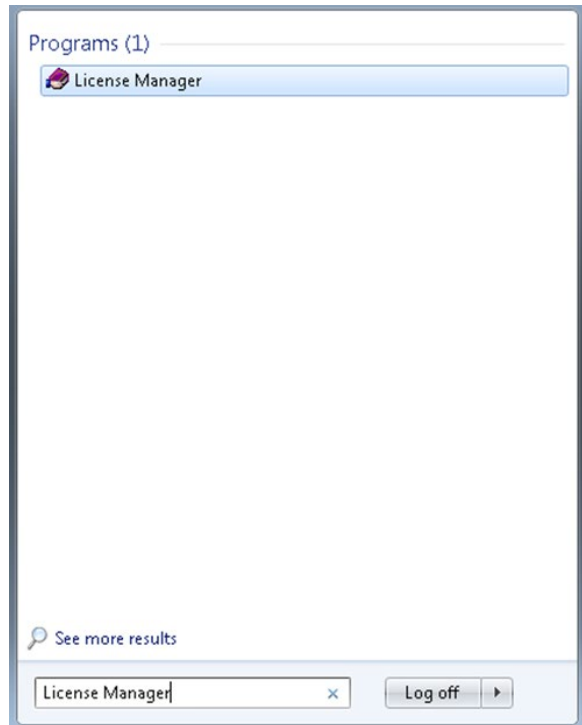 Programs (1)
License Manager
See more results
License Manager
Log off